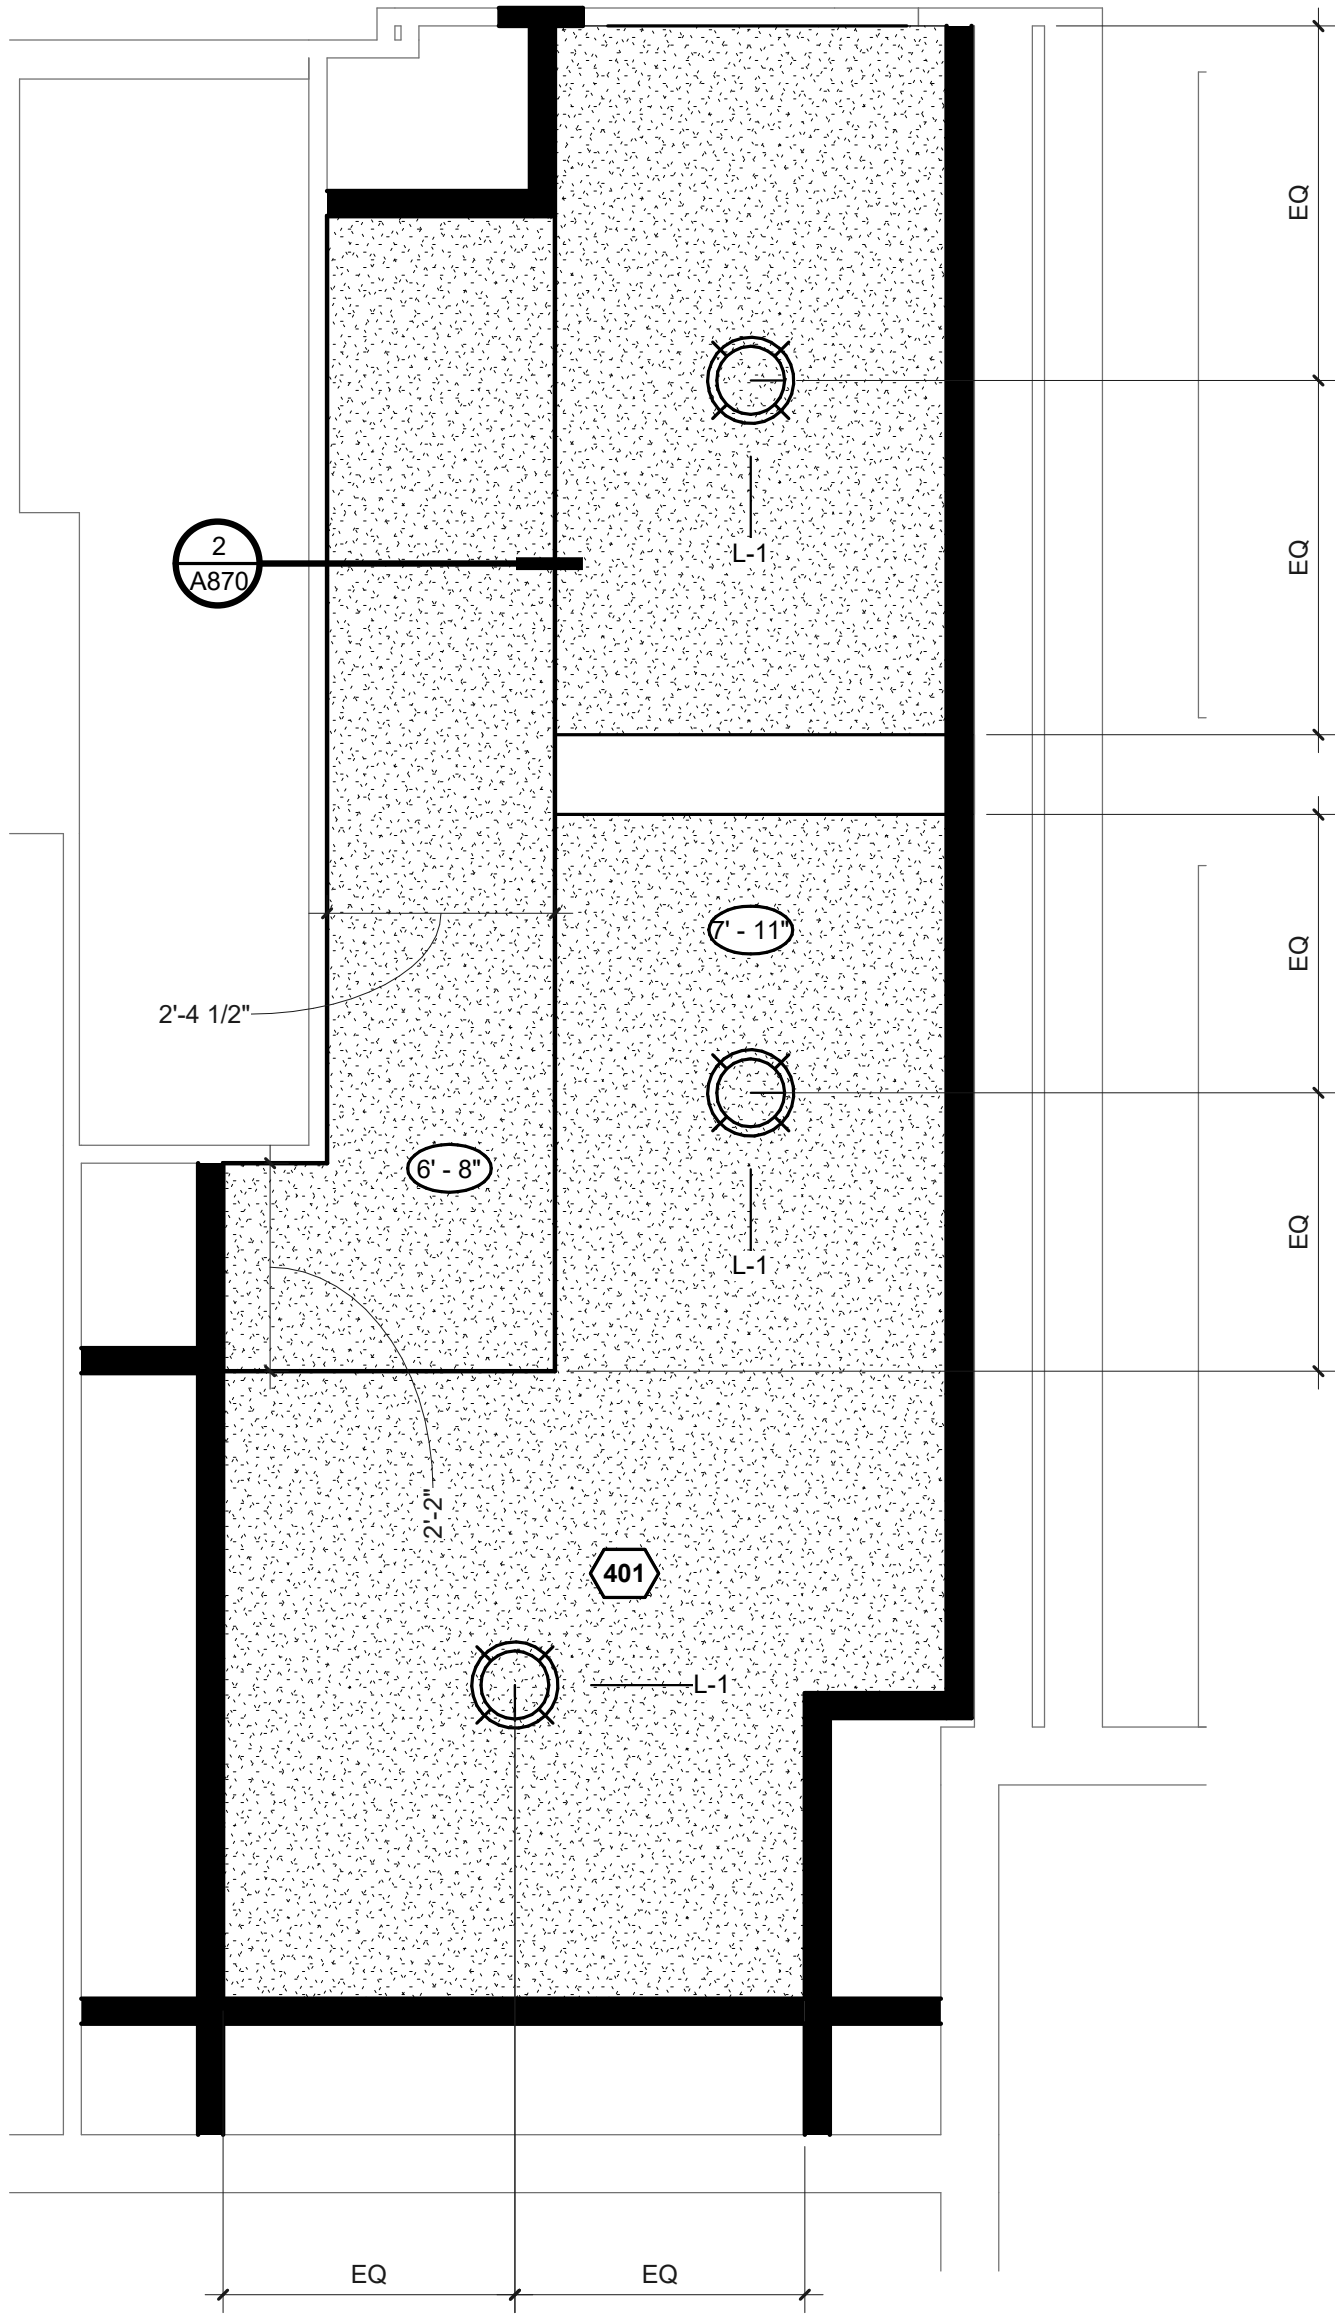 EQ
2
A870
L-1
EQ
7' - 11"
EQ
2'-4 1/2"
6' - 8"
L-1
EQ
2'-2"
401
L-1
EQ
EQ